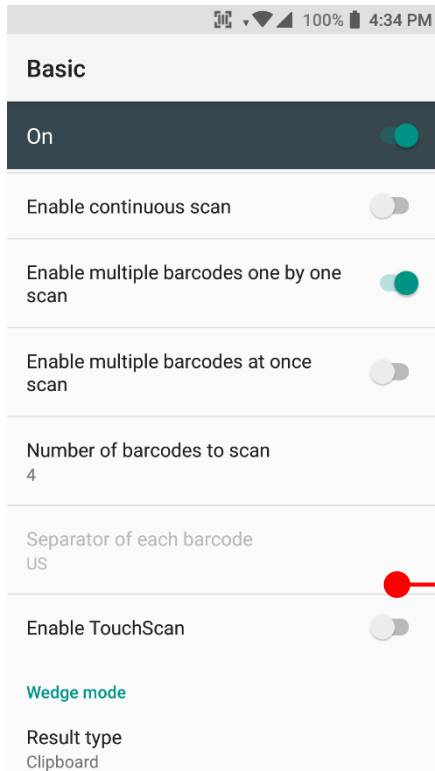 100% 4:34 PM
Basic
On
Enable continuous scan
Enable multiple barcodes one by one
scan
Enable multiple barcodes at once
scan
Number of barcodes to scan
4
Separator of each barcode
US
Enable TouchScan
Wedge mode
Result type
Clipboard